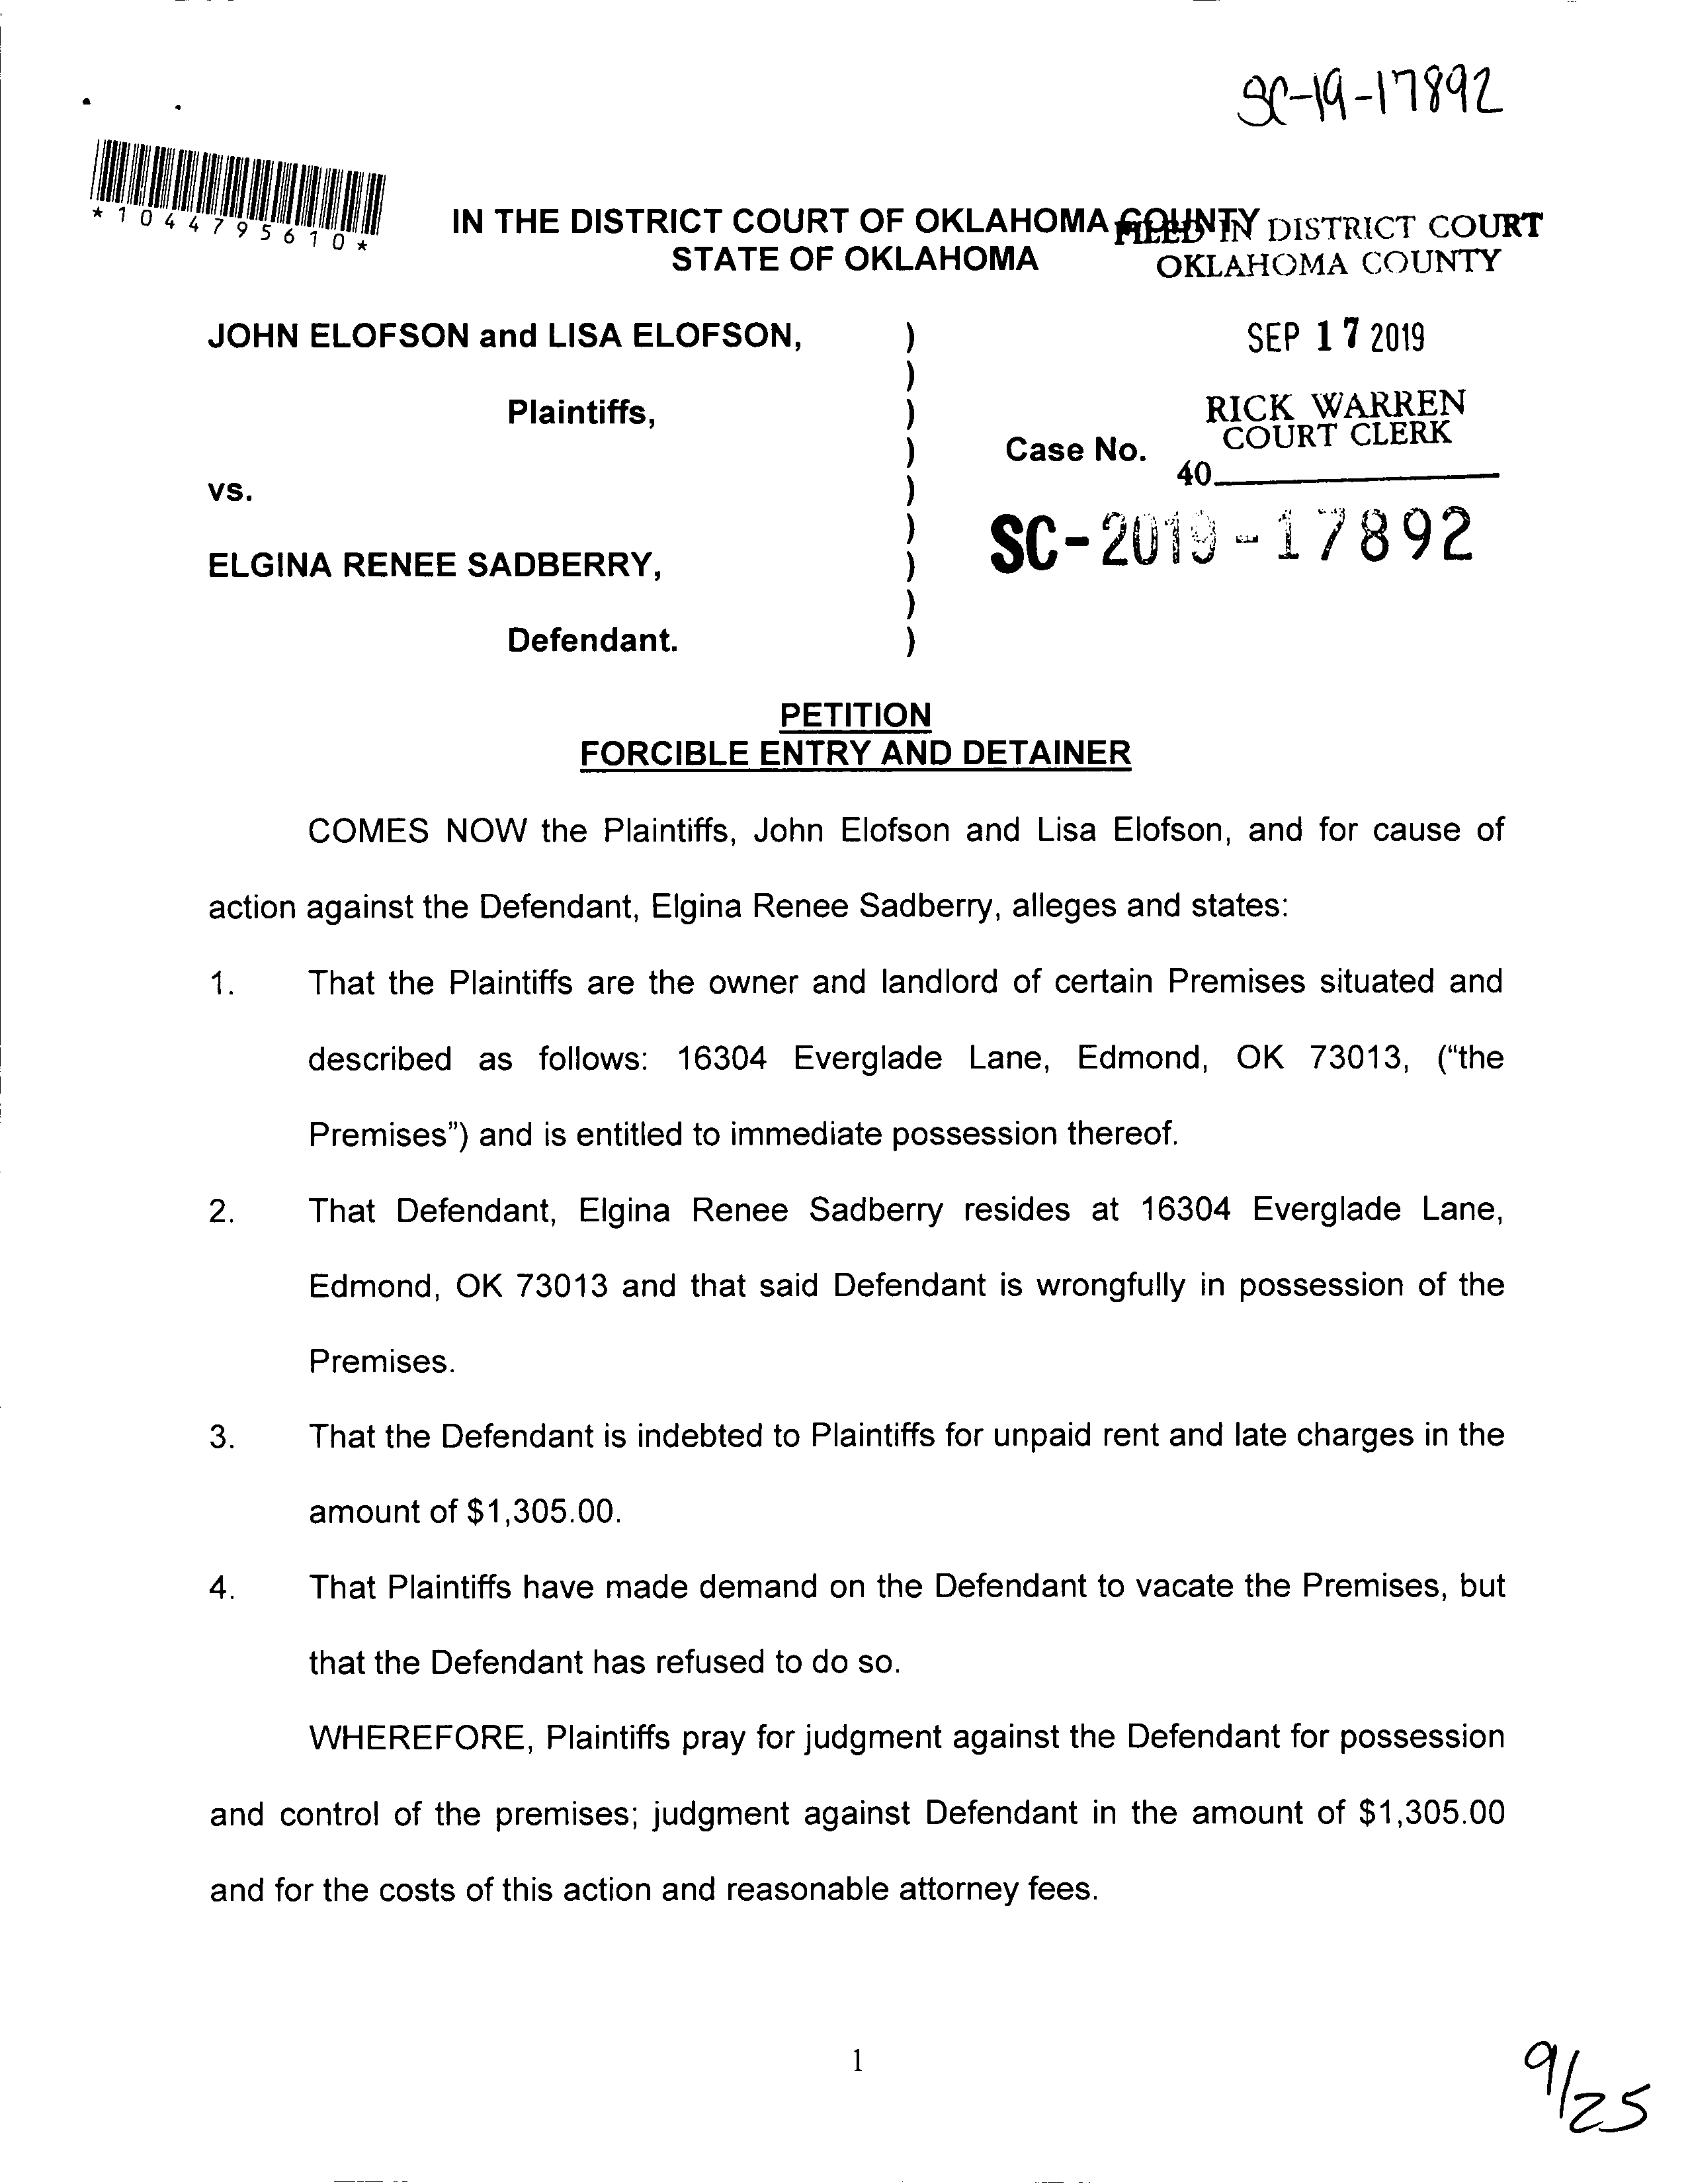 SC-19-17892
*1044795610*
IN THE DISTRICT COURT OF OKLAHOMA COUNTY
STATE OF OKLAHOMA
FILED IN DISTRICT COURT
OKLAHOMA COUNTY
JOHN ELOFSON and LISA ELOFSON, )
SEP 17 2019
)
Plaintiffs, )
RICK WARREN
COURT CLERK
) Case No.
40
vs. )
) SC-2019-17892
ELGINA RENEE SADBERRY, )
)
Defendant. )
PETITION
FORCIBLE ENTRY AND DETAINER
COMES NOW the Plaintiffs, John Elofson and Lisa Elofson, and for cause of
action against the Defendant, Elgina Renee Sadberry, alleges and states:
1. That the Plaintiffs are the owner and landlord of certain Premises situated and
described as follows: 16304 Everglade Lane, Edmond, OK 73013, (“the
Premises”) and is entitled to immediate possession thereof.
2. That Defendant, Elgina Renee Sadberry resides at 16304 Everglade Lane,
Edmond, OK 73013 and that said Defendant is wrongfully in possession of the
Premises.
3. That the Defendant is indebted to Plaintiffs for unpaid rent and late charges in the
amount of $1,305.00.
4. That Plaintiffs have made demand on the Defendant to vacate the Premises, but
that the Defendant has refused to do so.
WHEREFORE, Plaintiffs pray for judgment against the Defendant for possession
and control of the premises; judgment against Defendant in the amount of $1,305.00
and for the costs of this action and reasonable attorney fees.
1
9/25